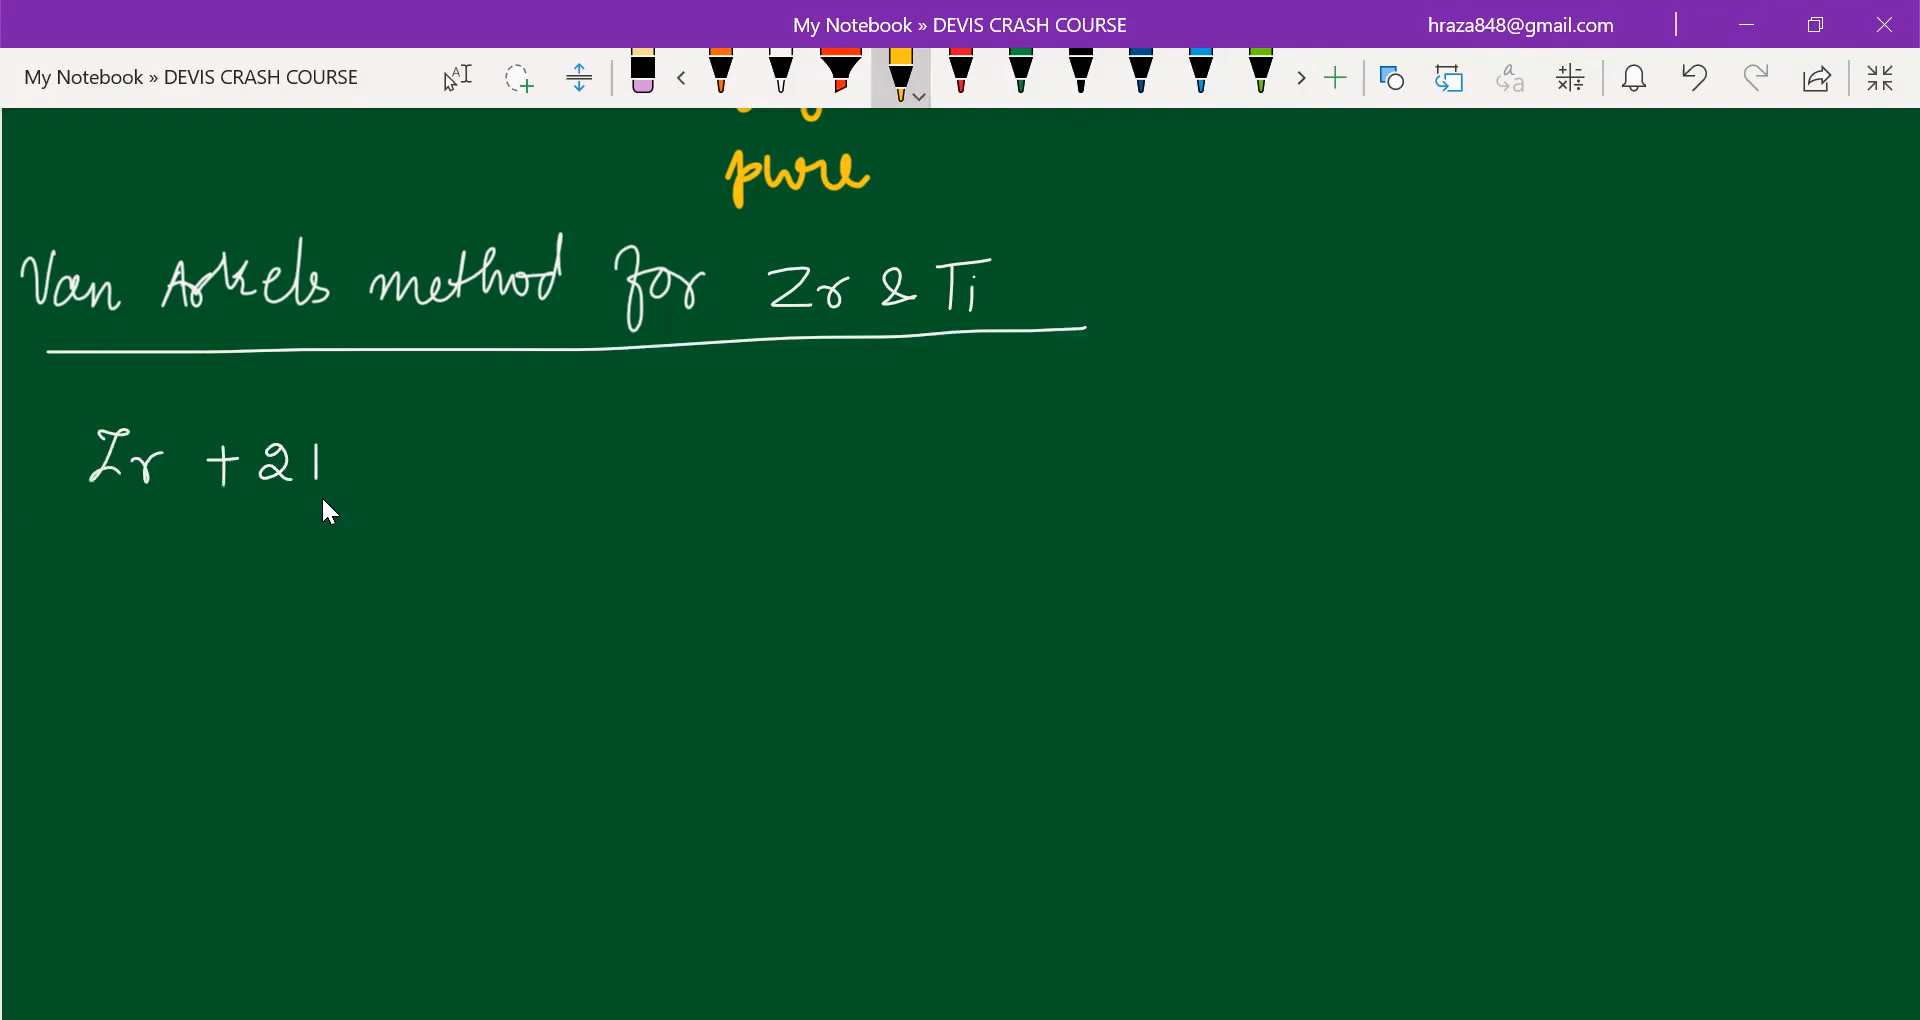 My Notebook » DEVIS CRASH COURSE
hraza848@gmail.com
My Notebook » DEVIS CRASH COURSE
pure
Van Arkels method for Zr & Ti
Zr + 2I